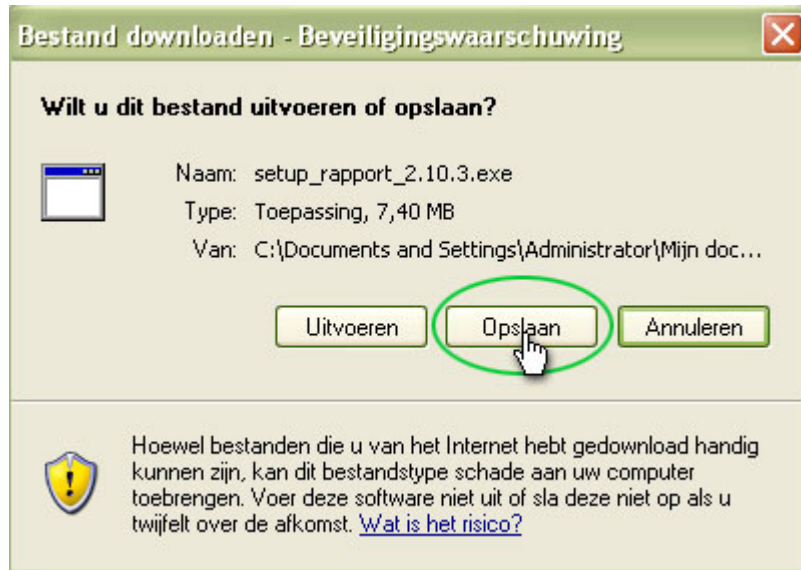 Bestand downloaden - Beveiligingswaarschuwing
Wilt u dit bestand uitvoeren of opslaan?
Naam: setup_rapport_2.10.3.exe
Type: Toepassing, 7,40 MB
Van: C:\Documents and Settings\Administrator\Mijn doc...
Uitvoeren Opslaan Annuleren
Hoewel bestanden die u van het Internet hebt gedownload handig
kunnen zijn, kan dit bestandstype schade aan uw computer
toebrengen. Voer deze software niet uit of sla deze niet op als u
twijfelt over de afkomst. Wat is het risico?